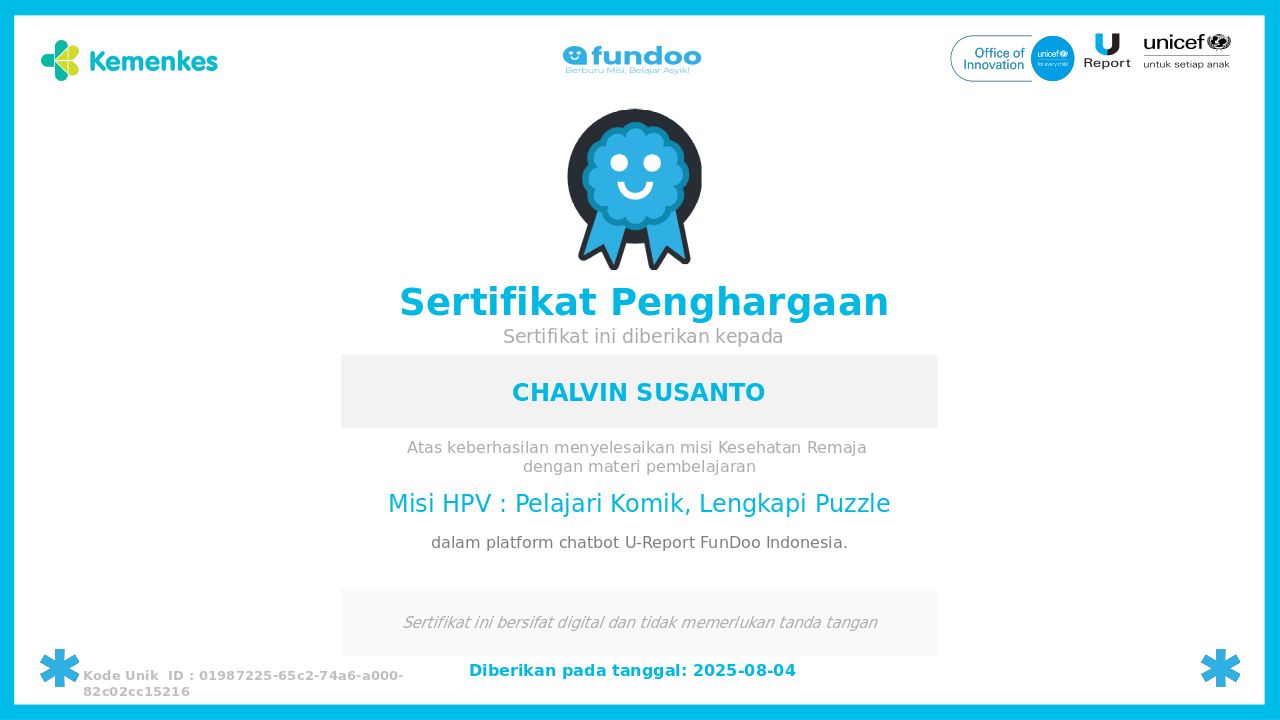 Kemenkes
fundoo
Berburu Misi, Belajar Asyik!
Office of
Innovation
unicef
for every child
U
Report
unicef
untuk setiap anak
Sertifikat Penghargaan
Sertifikat ini diberikan kepada
CHALVIN SUSANTO
Atas keberhasilan menyelesaikan misi Kesehatan Remaja
dengan materi pembelajaran
Misi HPV : Pelajari Komik, Lengkapi Puzzle
dalam platform chatbot U-Report FunDoo Indonesia.
Sertifikat ini bersifat digital dan tidak memerlukan tanda tangan
Diberikan pada tanggal: 2025-08-04
Kode Unik  ID : 01987225-65c2-74a6-a000-
82c02cc15216